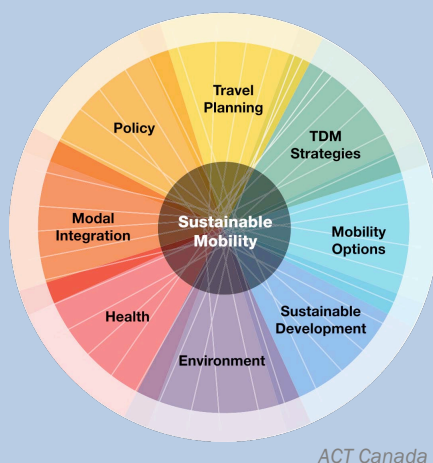 Travel
Planning
TDM
Strategies
Mobility
Options
Sustainable
Development
Environment
Health
Modal
Integration
Policy
Sustainable
Mobility
ACT Canada